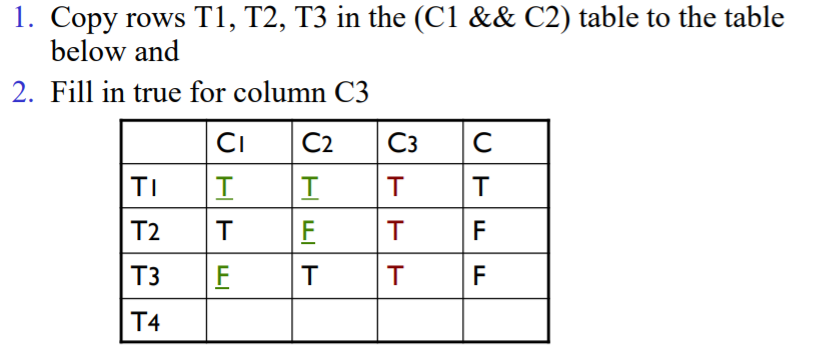 1. Copy rows T1, T2, T3 in the (C1 && C2) table to the table
below and
2. Fill in true for column C3
C1 C2 C3 C
T1 T T T T
T2 T F T F
T3 F T T F
T4